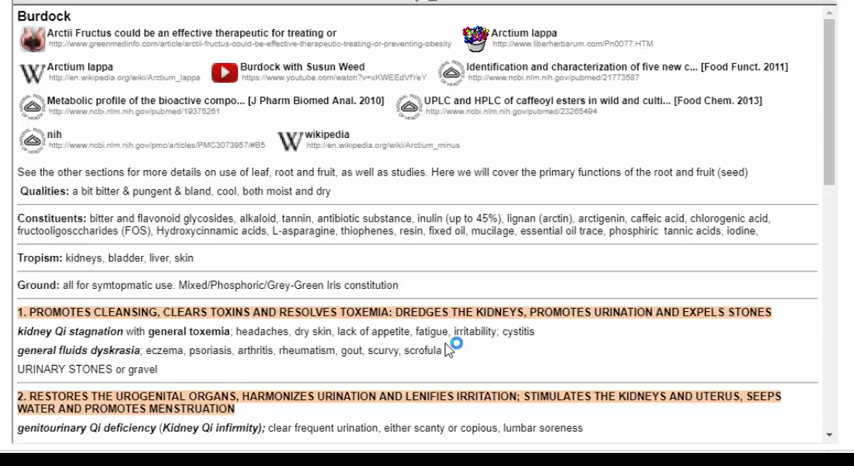 Burdock
Arctii Fructus could be an effective therapeutic for treating or
http://www.greenmedinfo.com/article/arctii-fructus-could-be-effective-therapeutic-treating-or-preventing-obesity
Arctium lappa
http://www.liberherbarum.com/Pn0077.HTM
Arctium lappa
http://en.wikipedia.org/wiki/Arctium_lappa
Burdock with Susun Weed
https://www.youtube.com/watch?v=xKWEEdVfYeY
Identification and characterization of five new c... [Food Funct. 2011]
http://www.ncbi.nlm.nih.gov/pubmed/21773587
Metabolic profile of the bioactive compo... [J Pharm Biomed Anal. 2010]
http://www.ncbi.nlm.nih.gov/pubmed/19375261
UPLC and HPLC of caffeoyl esters in wild and culti... [Food Chem. 2013]
http://www.ncbi.nlm.nih.gov/pubmed/23265494
nih
http://www.ncbi.nlm.nih.gov/pmc/articles/PMC3073957/#B5
wikipedia
http://en.wikipedia.org/wiki/Arctium_minus
See the other sections for more details on use of leaf, root and fruit, as well as studies. Here we will cover the primary functions of the root and fruit (seed)
Qualities: a bit bitter & pungent & bland, cool, both moist and dry
Constituents: bitter and flavonoid glycosides, alkaloid, tannin, antibiotic substance, inulin (up to 45%), lignan (arctin), arctigenin, caffeic acid, chlorogenic acid,
fructooligosccharides (FOS), Hydroxycinnamic acids, L-asparagine, thiophenes, resin, fixed oil, mucilage, essential oil trace, phosphiric tannic acids, iodine,
Tropism: kidneys, bladder, liver, skin
Ground: all for symtopmatic use. Mixed/Phosphoric/Grey-Green Iris constitution
1. PROMOTES CLEANSING, CLEARS TOXINS AND RESOLVES TOXEMIA: DREDGES THE KIDNEYS, PROMOTES URINATION AND EXPELS STONES
kidney Qi stagnation with general toxemia; headaches, dry skin, lack of appetite, fatigue, irritability; cystitis
general fluids dyskrasia; eczema, psoriasis, arthritis, rheumatism, gout, scurvy, scrofula
URINARY STONES or gravel
2. RESTORES THE UROGENITAL ORGANS, HARMONIZES URINATION AND LENIFIES IRRITATION; STIMULATES THE KIDNEYS AND UTERUS, SEEPS
WATER AND PROMOTES MENSTRUATION
genitourinary Qi deficiency (Kidney Qi infirmity); clear frequent urination, either scanty or copious, lumbar soreness